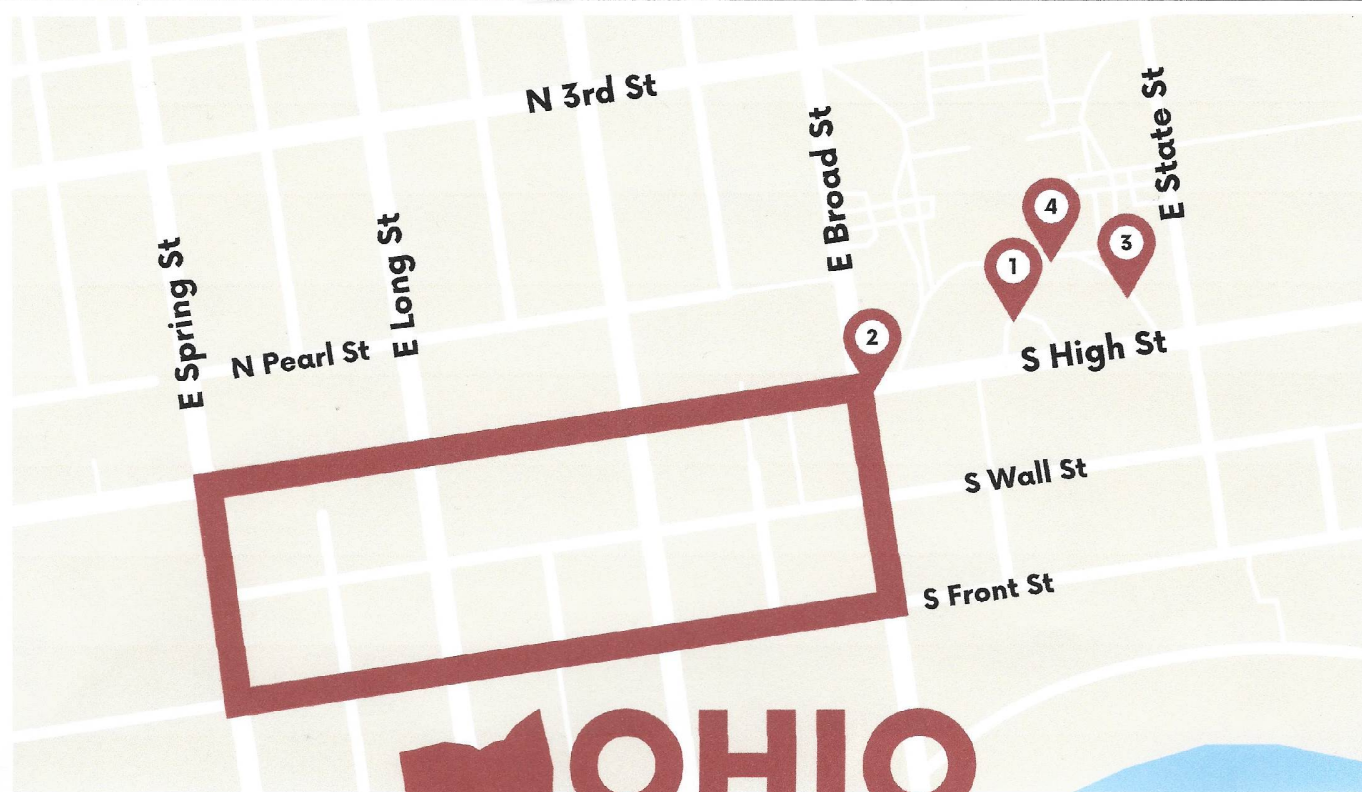 N 3rd St
E Broad St
E State St
4
3
1
E Spring St
E Long St
N Pearl St
2
S High St
S Wall St
S Front St
OHIO